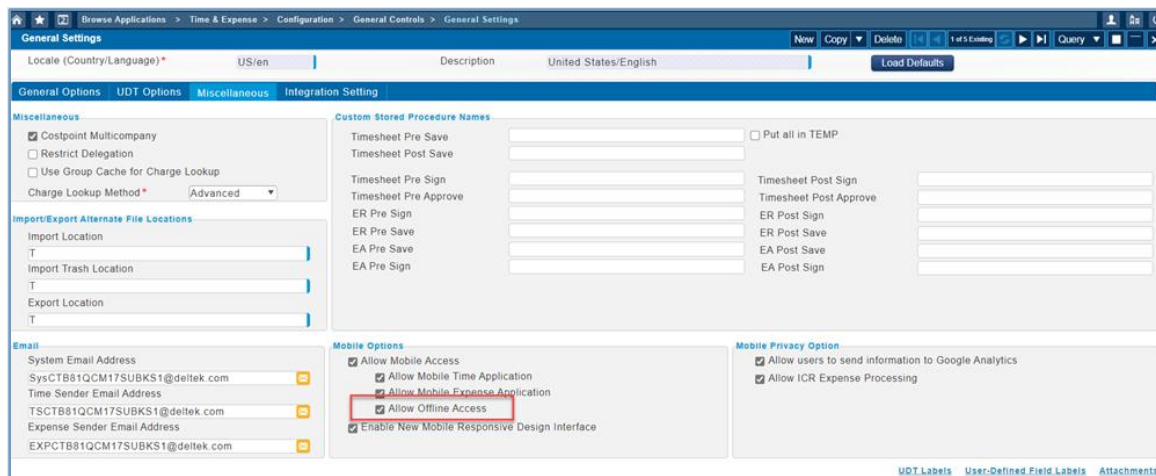 Browse Applications > Time & Expense > Configuration > General Controls > General Settings
General Settings
New Copy Delete 1 of 5 Existing Query
Locale (Country/Language) * US/en Description United States/English Load Defaults
General Options UDT Options Miscellaneous Integration Setting
Miscellaneous
Costpoint Multicompany
Restrict Delegation
Use Group Cache for Charge Lookup
Charge Lookup Method * Advanced
Import/Export Alternate File Locations
Import Location
T
Import Trash Location
T
Export Location
T
Custom Stored Procedure Names
Timesheet Pre Save Put all in TEMP
Timesheet Post Save
Timesheet Pre Sign Timesheet Post Sign
Timesheet Pre Approve Timesheet Post Approve
ER Pre Sign ER Post Sign
ER Pre Save ER Post Save
EA Pre Save EA Post Save
EA Pre Sign EA Post Sign
Email
System Email Address
SysCTB81QCM17SUBKS1@deltek.com
Time Sender Email Address
TSCTB81QCM17SUBKS1@deltek.com
Expense Sender Email Address
EXPCTB81QCM17SUBKS1@deltek.com
Mobile Options
Allow Mobile Access
Allow Mobile Time Application
Allow Mobile Expense Application
Allow Offline Access
Enable New Mobile Responsive Design Interface
Mobile Privacy Option
Allow users to send information to Google Analytics
Allow ICR Expense Processing
UDT Labels User-Defined Field Labels Attachments